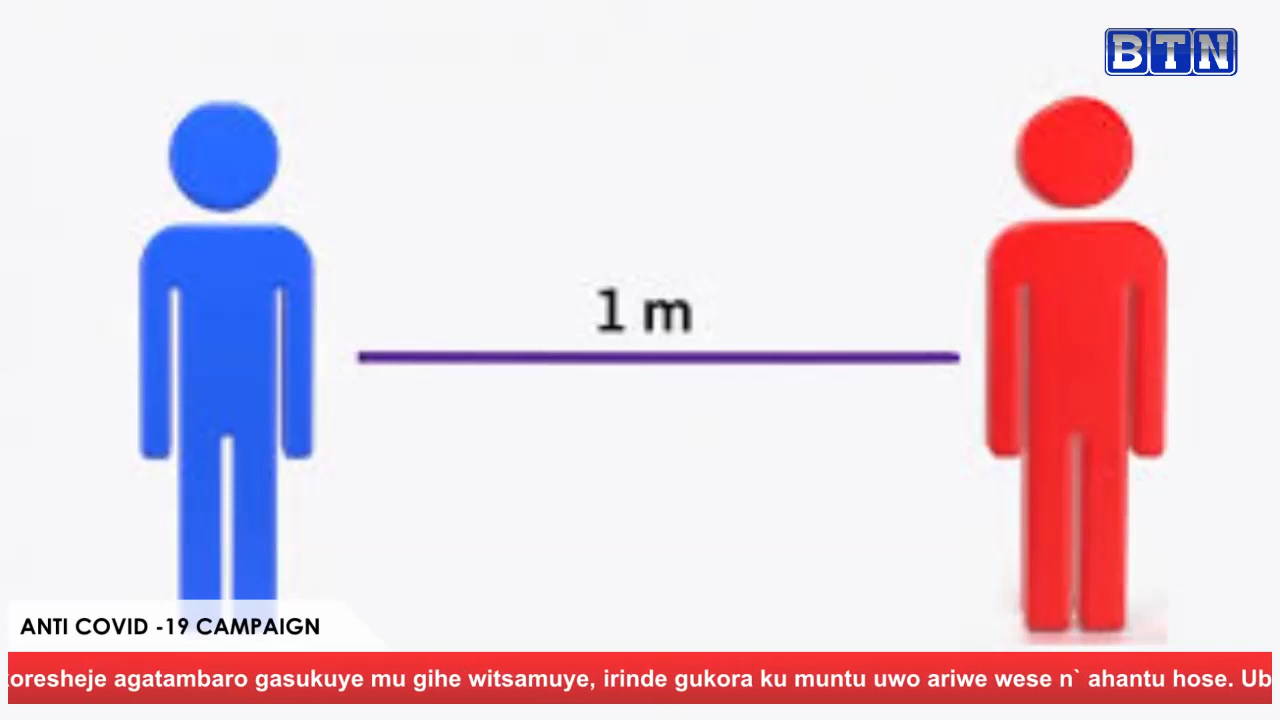 BTN
1 m
ANTI COVID -19 CAMPAIGN
oresheje agatambaro gasukuye mu gihe witsamuye, irinde gukora ku muntu uwo ariwe wese n` ahantu hose. Ub